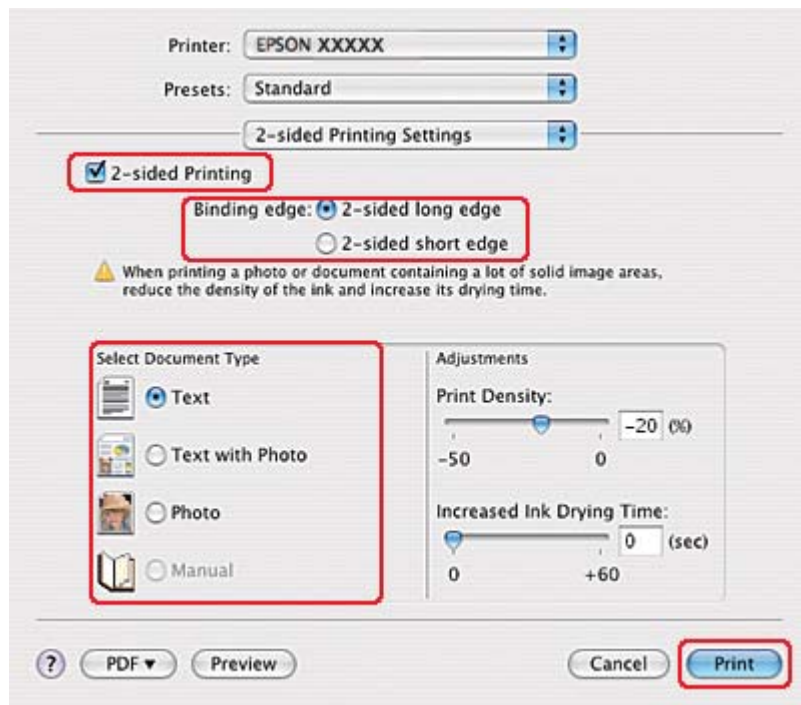 Printer: EPSON XXXXX
Presets: Standard
2-sided Printing Settings
2-sided Printing
Binding edge: 2-sided long edge
2-sided short edge
When printing a photo or document containing a lot of solid image areas,
reduce the density of the ink and increase its drying time.
Select Document Type
Text
Text with Photo
Photo
Manual
Adjustments
Print Density:
-20 (%)
-50 0
Increased Ink Drying Time:
0 (sec)
0 +60
? PDF Preview Cancel Print